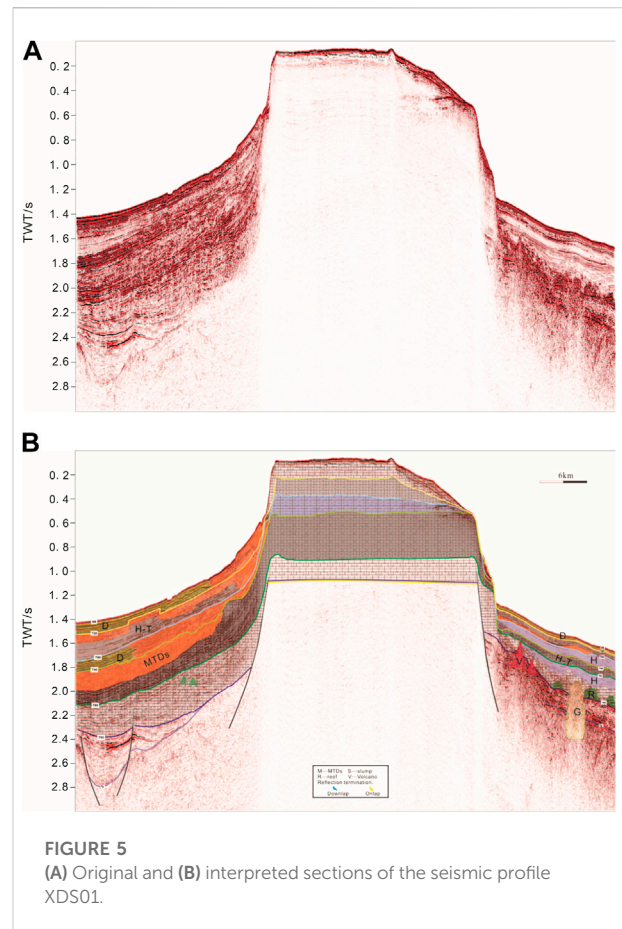 A
0.2
0.4
0.6
0.8
1.0
1.2
1.4
1.6
1.8
2.0
2.2
2.4
2.6
2.8
TWT/s
B
0.2
0.4
0.6
0.8
1.0
1.2
1.4
1.6
1.8
2.0
2.2
2.4
2.6
2.8
TWT/s
6km
D
H-T
D
MTDs
D
H
H-T
H
V
R
G
M--MTDs S--slump
R--reef V--Volcano
Reflection termination
Downlap Onlap
FIGURE 5
(A) Original and (B) interpreted sections of the seismic profile
XDS01.